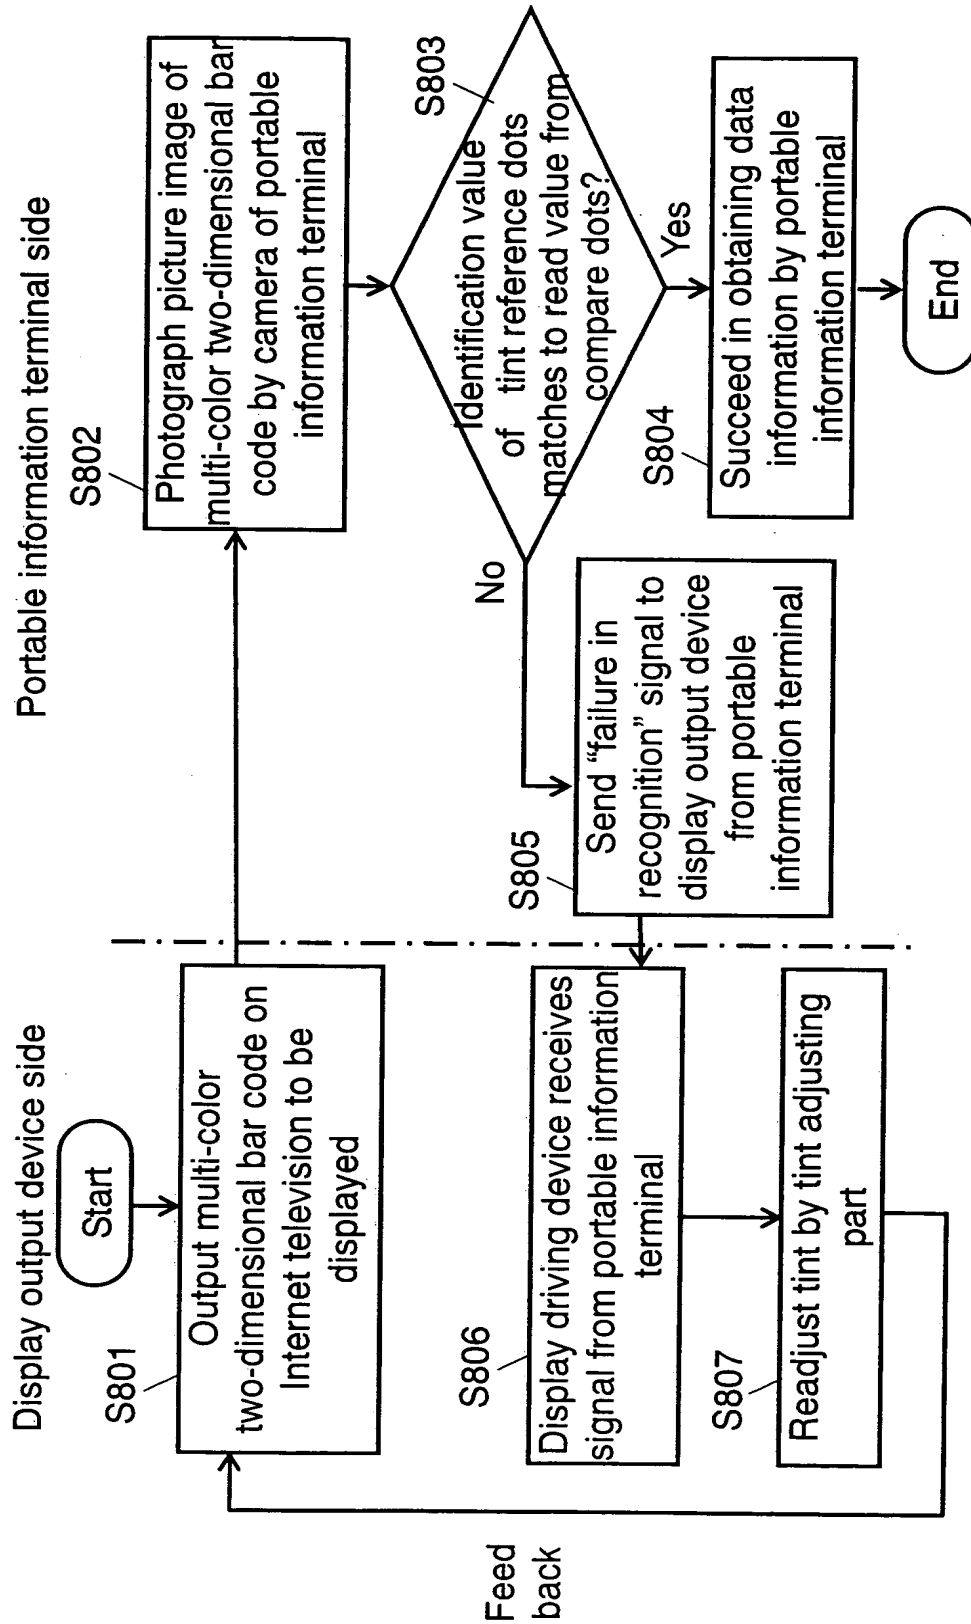 Display output device side
Start
S801
Output multi-color
two-dimensional bar code on
Internet television to be
displayed
Portable information terminal side
S802
Photograph picture image of
multi-color two-dimensional bar
code by camera of portable
information terminal
S803
Identification value
of tint reference dots
matches to read value from
compare dots?
Yes
No
S804
Succeed in obtaining data
information by portable
information terminal
End
S805
Send “failure in
recognition” signal to
display output device
from portable
information terminal
S806
Display driving device receives
signal from portable information
terminal
S807
Readjust tint by tint adjusting
part
Feed
back